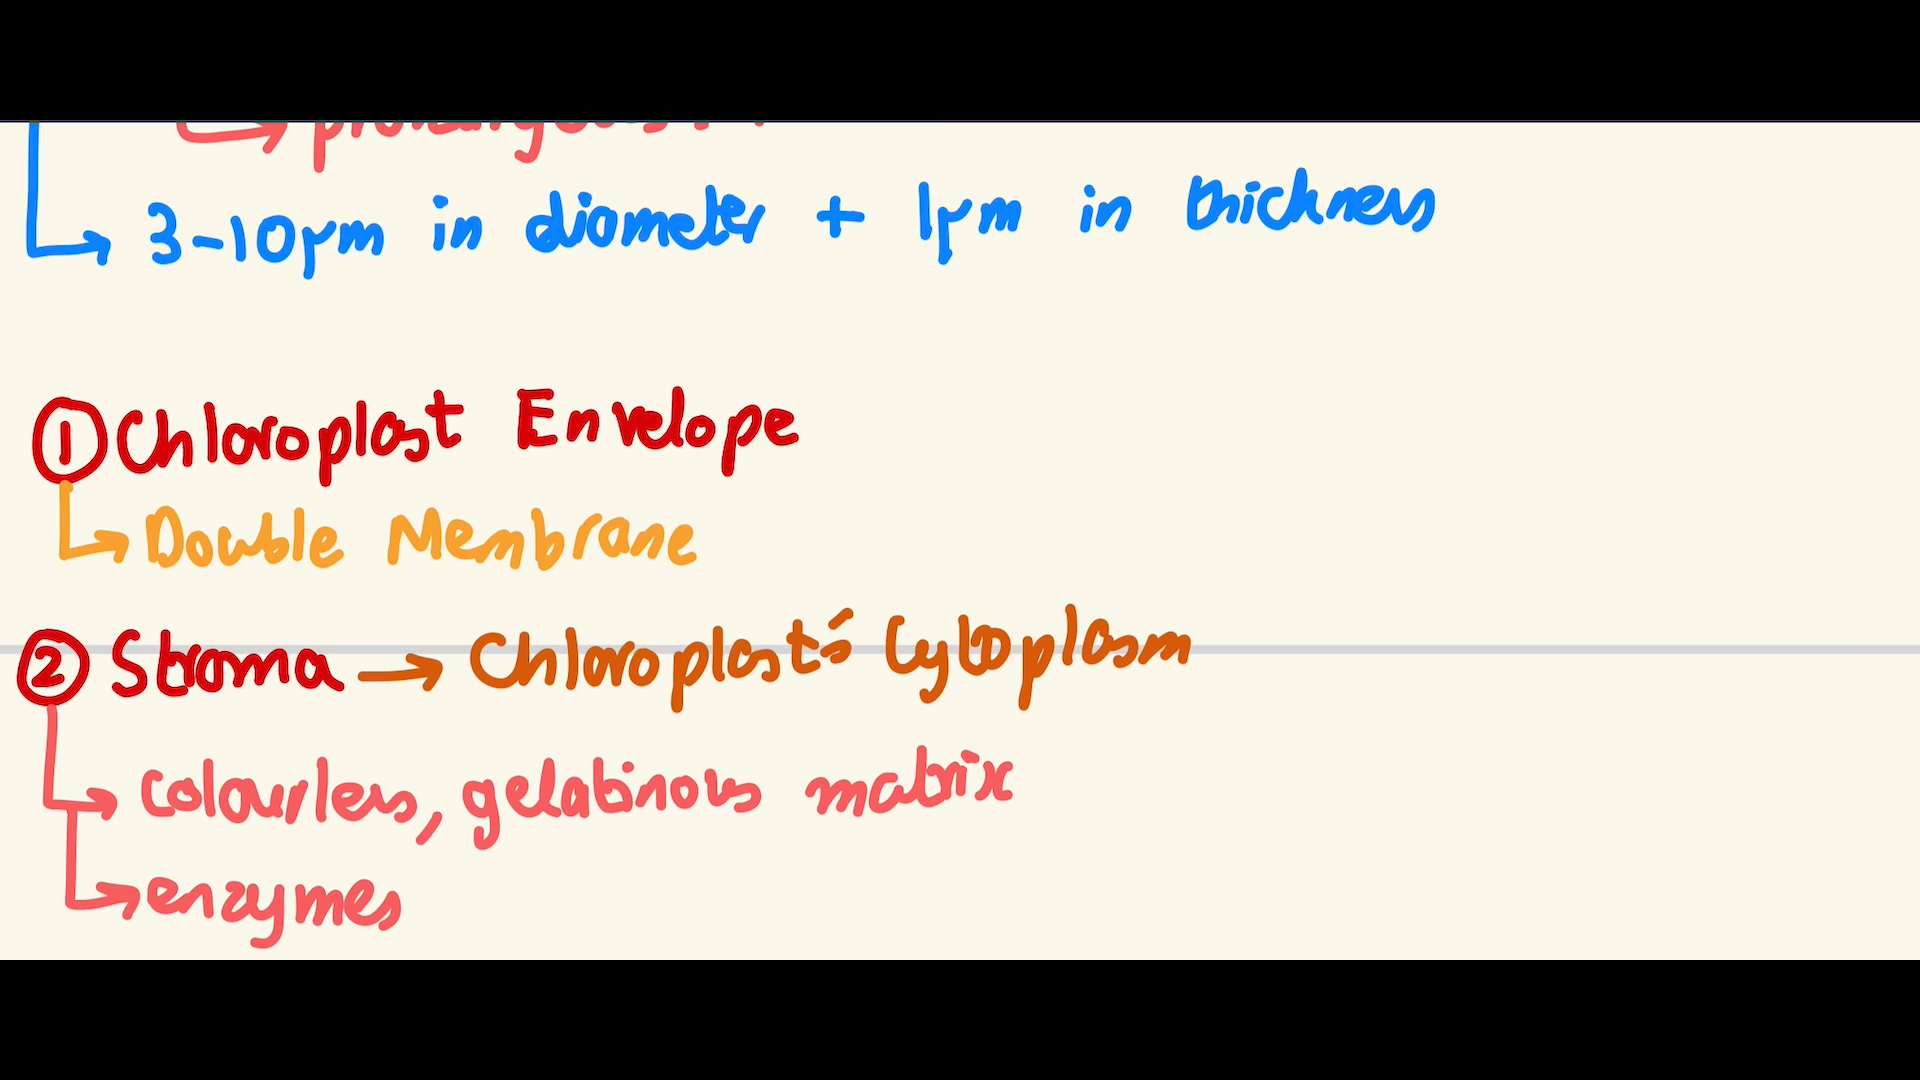 3-10μm in diameter + 1μm in thickness
① Chloroplast Envelope
Double Membrane
② Stroma → Chloroplast's Cytoplasm
colourless, gelatinous matrix
enzymes